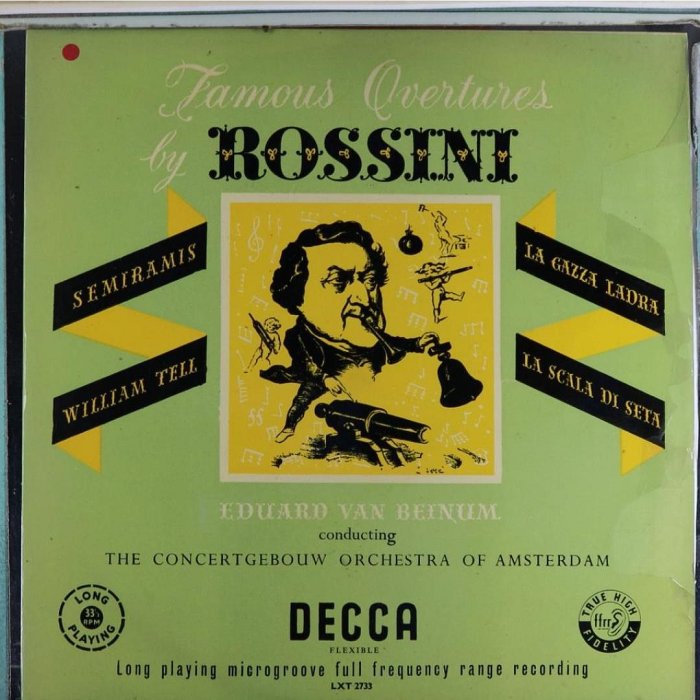 Famous Overtures
by ROSSINI
SEMIRAMIS
WILLIAM TELL
LA GAZZA LADRA
LA SCALA DI SETA
EDUARD VAN BEINUM
conducting
THE CONCERTGEBOUW ORCHESTRA OF AMSTERDAM
LONG
33⅓
RPM
PLAYING
DECCA
FLEXIBLE
TRUE HIGH
ffrr
FIDELITY
Long playing microgroove full frequency range recording
LXT 2733